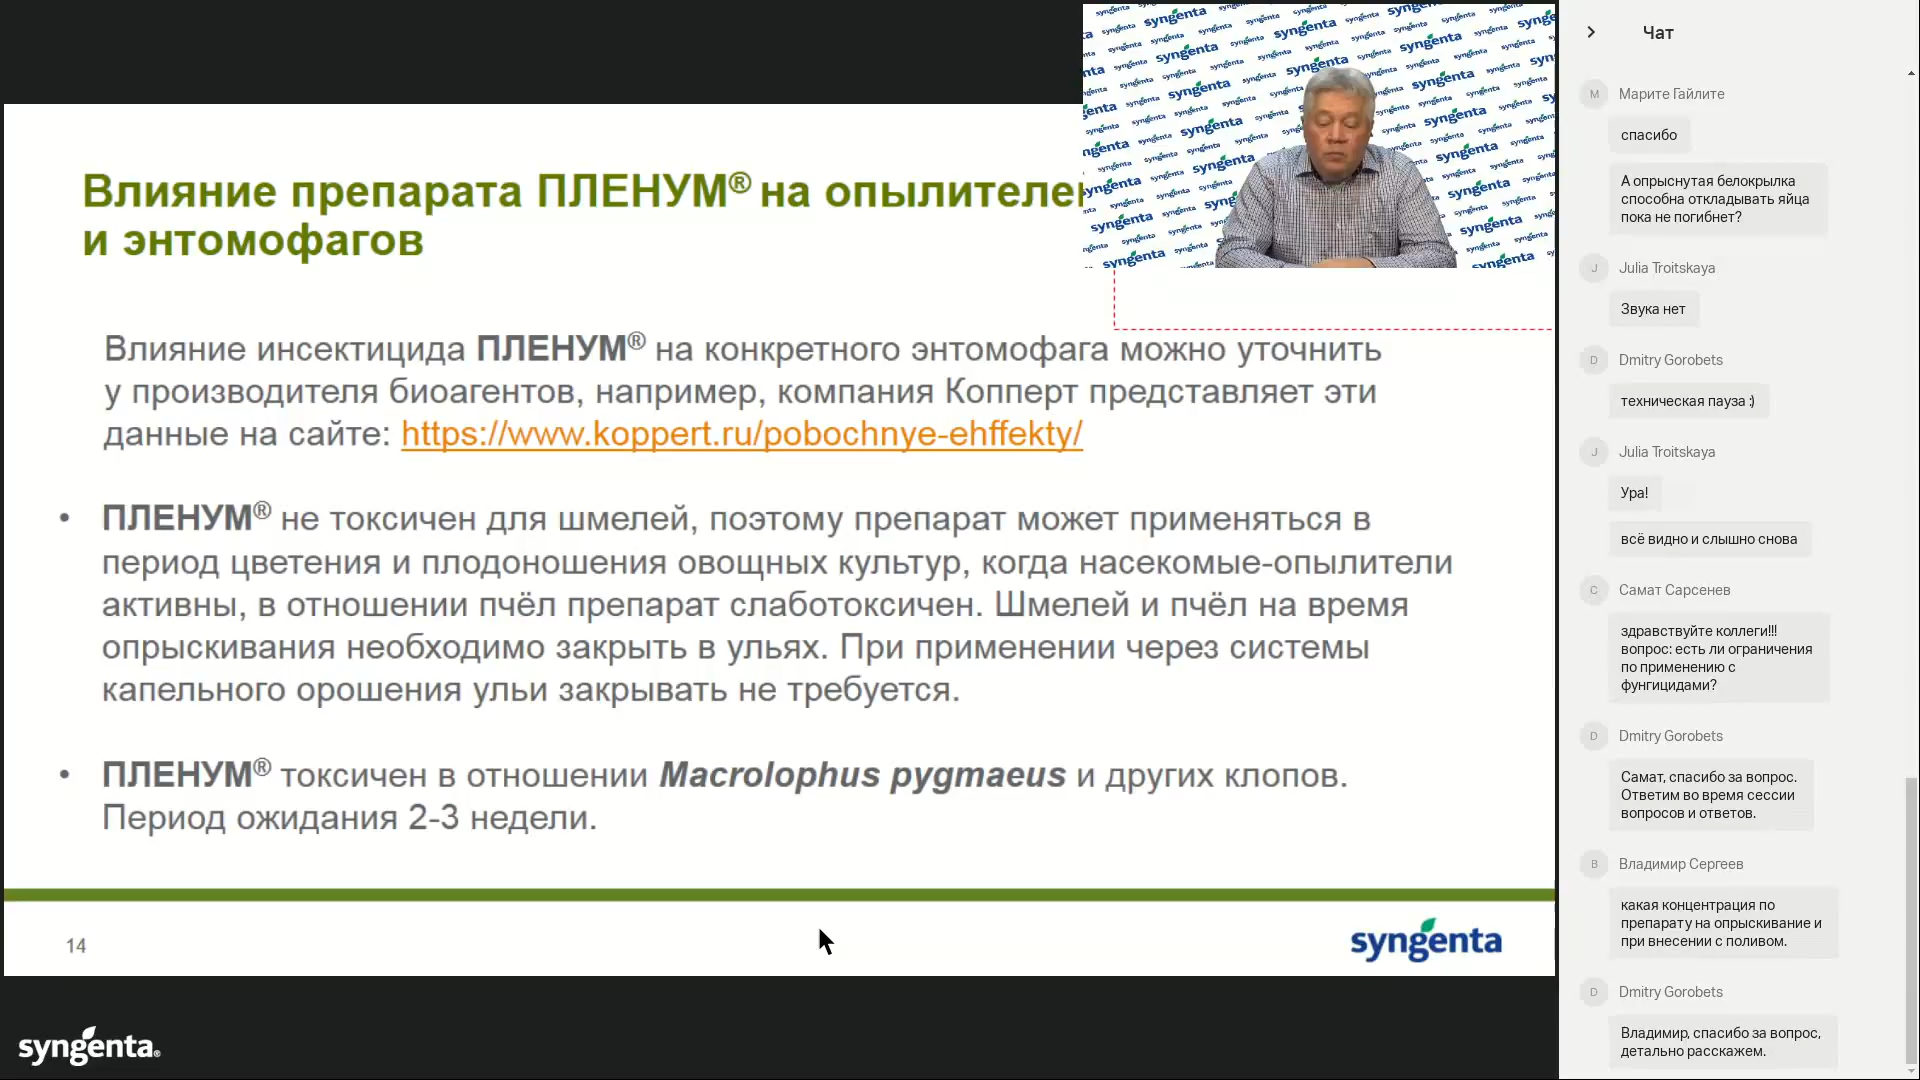 Влияние препарата ПЛЕНУМ® на опылителей
и энтомофагов
Влияние инсектицида ПЛЕНУМ® на конкретного энтомофага можно уточнить
у производителя биоагентов, например, компания Копперт представляет эти
данные на сайте: https://www.koppert.ru/pobochnye-ehffekty/
• ПЛЕНУМ® не токсичен для шмелей, поэтому препарат может применяться в
период цветения и плодоношения овощных культур, когда насекомые-опылители
активны, в отношении пчёл препарат слаботоксичен. Шмелей и пчёл на время
опрыскивания необходимо закрыть в ульях. При применении через системы
капельного орошения ульи закрывать не требуется.
• ПЛЕНУМ® токсичен в отношении Macrolophus pygmaeus и других клопов.
Период ожидания 2-3 недели.
14
syngenta
syngenta
Чат
М Марите Гайлите
спасибо
А опрыснутая белокрылка
способна откладывать яйца
пока не погибнет?
J Julia Troitskaya
Звука нет
D Dmitry Gorobets
техническая пауза :)
J Julia Troitskaya
Ура!
всё видно и слышно снова
С Самат Сарсенев
здравствуйте коллеги!!!
вопрос: есть ли ограничения
по применению с
фунгицидами?
D Dmitry Gorobets
Самат, спасибо за вопрос.
Ответим во время сессии
вопросов и ответов.
В Владимир Сергеев
какая концентрация по
препарату на опрыскивание и
при внесении с поливом.
D Dmitry Gorobets
Владимир, спасибо за вопрос,
детально расскажем.